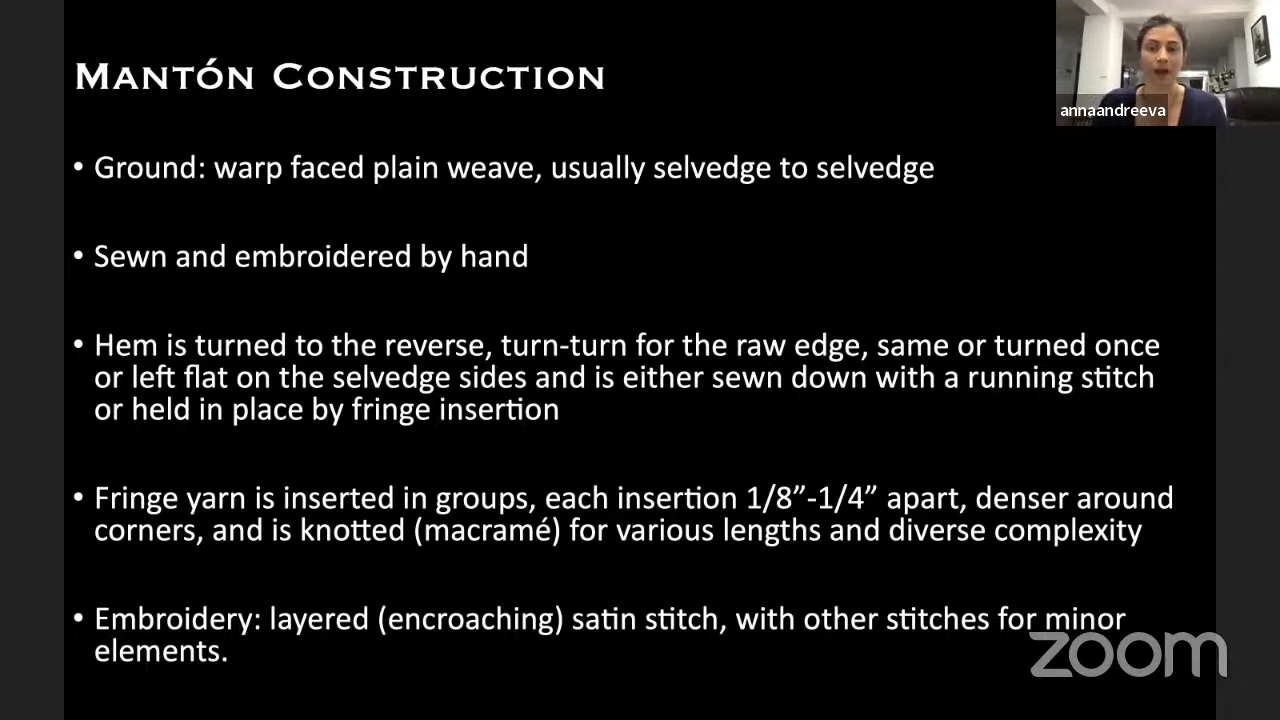 MANTÓN CONSTRUCTION
annaandreeva
• Ground: warp faced plain weave, usually selvedge to selvedge
• Sewn and embroidered by hand
• Hem is turned to the reverse, turn-turn for the raw edge, same or turned once
or left flat on the selvedge sides and is either sewn down with a running stitch
or held in place by fringe insertion
• Fringe yarn is inserted in groups, each insertion 1/8”-1/4” apart, denser around
corners, and is knotted (macramé) for various lengths and diverse complexity
• Embroidery: layered (encroaching) satin stitch, with other stitches for minor
elements.
zoom